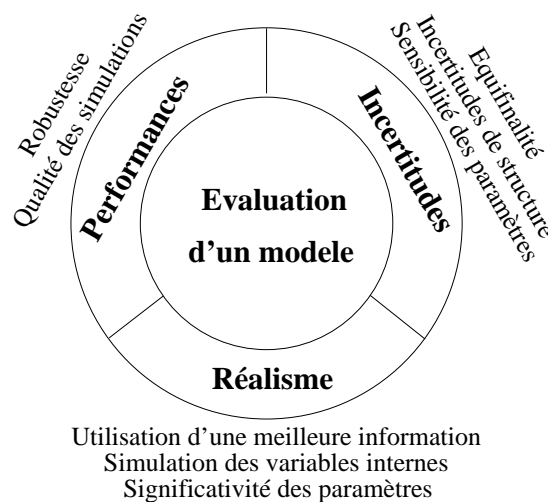 Robustesse
Qualité des simulations
Performances
Equifinalité
Incertitudes de structure
Sensibilité des paramètres
Incertitudes
Evaluation
d'un modele
Réalisme
Utilisation d'une meilleure information
Simulation des variables internes
Significativité des paramètres